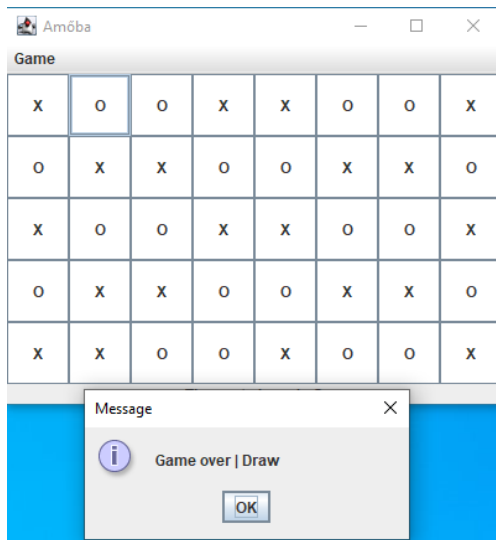 Amőba
Game
X O O X X O O X
O X X O O X X O
X O O X X O O X
O X X O O X X O
X X O O X O O X
Message
Game over | Draw
OK